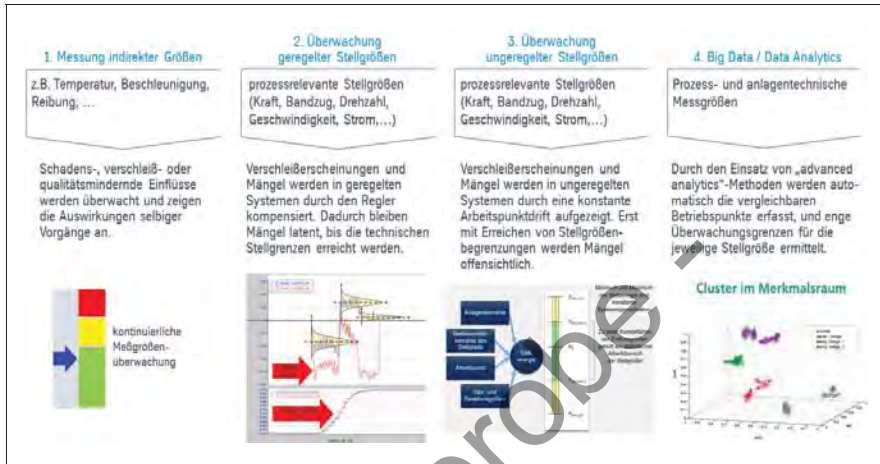 1. Messung indirekter Größen
z.B. Temperatur, Beschleunigung,
Reibung, ...
Schadens-, verschleiß- oder
qualitätsmindernde Einflüsse
werden überwacht und zeigen
die Auswirkungen selbiger
Vorgänge an.
kontinuierliche
Meßgrößen-
überwachung
2. Überwachung
geregelter Stellgrößen
prozessrelevante Stellgrößen
(Kraft, Bandzug, Drehzahl,
Geschwindigkeit, Strom,...)
Verschleißerscheinungen und
Mängel werden in geregelten
Systemen durch den Regler
kompensiert. Dadurch bleiben
Mängel latent, bis die technischen
Stellgrenzen erreicht werden.
3. Überwachung
ungeregelter Stellgrößen
prozessrelevante Stellgrößen
(Kraft, Bandzug, Drehzahl,
Geschwindigkeit, Strom,...)
Verschleißerscheinungen und
Mängel werden in ungeregelten
Systemen durch eine konstante
Arbeitspunktdrift aufgezeigt. Erst
mit Erreichen von Stellgrößen-
begrenzungen werden Mängel
offensichtlich.
4. Big Data / Data Analytics
Prozess- und anlagentechnische
Messgrößen
Durch den Einsatz von „advanced
analytics“-Methoden werden auto-
matisch die vergleichbaren
Betriebspunkte erfasst, und enge
Überwachungsgrenzen für die
jeweilige Stellgröße ermittelt.
Cluster im Merkmalsraum
probe -